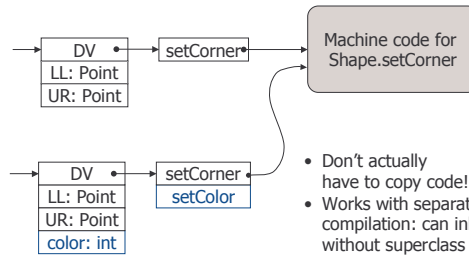 DV
setCorner
LL: Point
UR: Point
Machine code for
Shape.setCorner
DV
setCorner
LL: Point
setColor
UR: Point
color: int
• Don’t actually
have to copy code!
• Works with separat
compilation: can in
without superclass